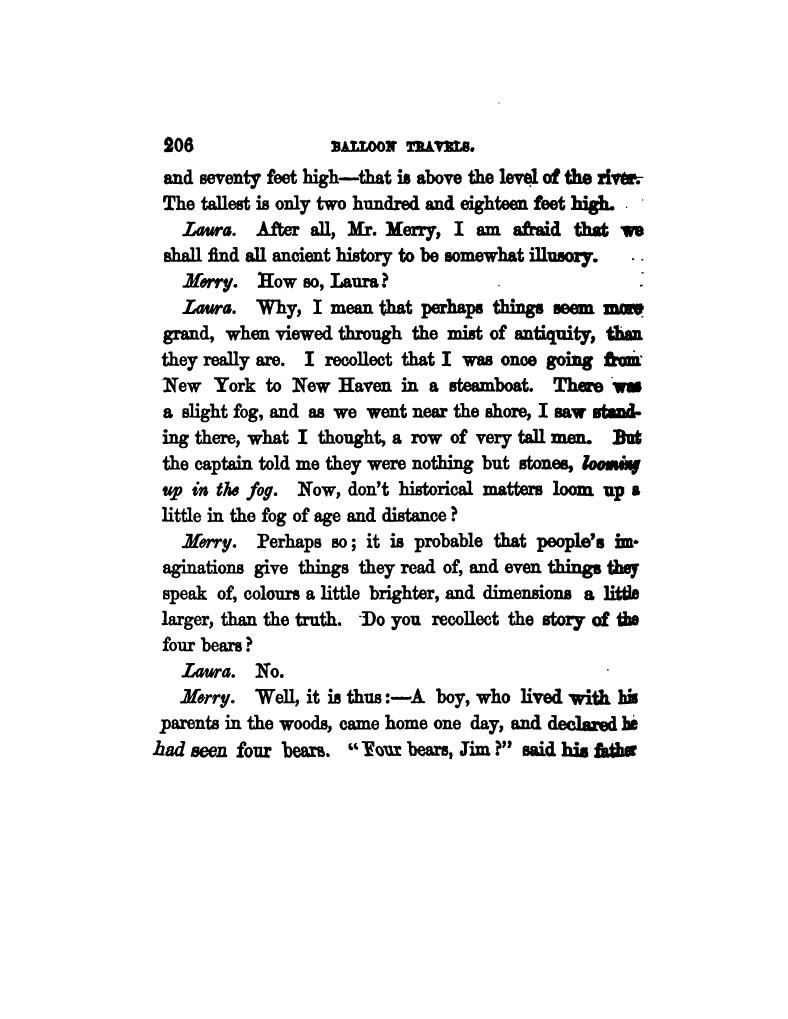 206 BALLOON TRAVELS.
and seventy feet high—that is above the level of the river.
The tallest is only two hundred and eighteen feet high.
Laura. After all, Mr. Merry, I am afraid that we
shall find all ancient history to be somewhat illusory.
Merry. How so, Laura?
Laura. Why, I mean that perhaps things seem more
grand, when viewed through the mist of antiquity, than
they really are. I recollect that I was once going from
New York to New Haven in a steamboat. There was
a slight fog, and as we went near the shore, I saw stand-
ing there, what I thought, a row of very tall men. But
the captain told me they were nothing but stones, looming
up in the fog. Now, don't historical matters loom up a
little in the fog of age and distance?
Merry. Perhaps so; it is probable that people's im-
aginations give things they read of, and even things they
speak of, colours a little brighter, and dimensions a little
larger, than the truth. Do you recollect the story of the
four bears?
Laura. No.
Merry. Well, it is thus:—A boy, who lived with his
parents in the woods, came home one day, and declared he
had seen four bears. "Four bears, Jim?" said his father